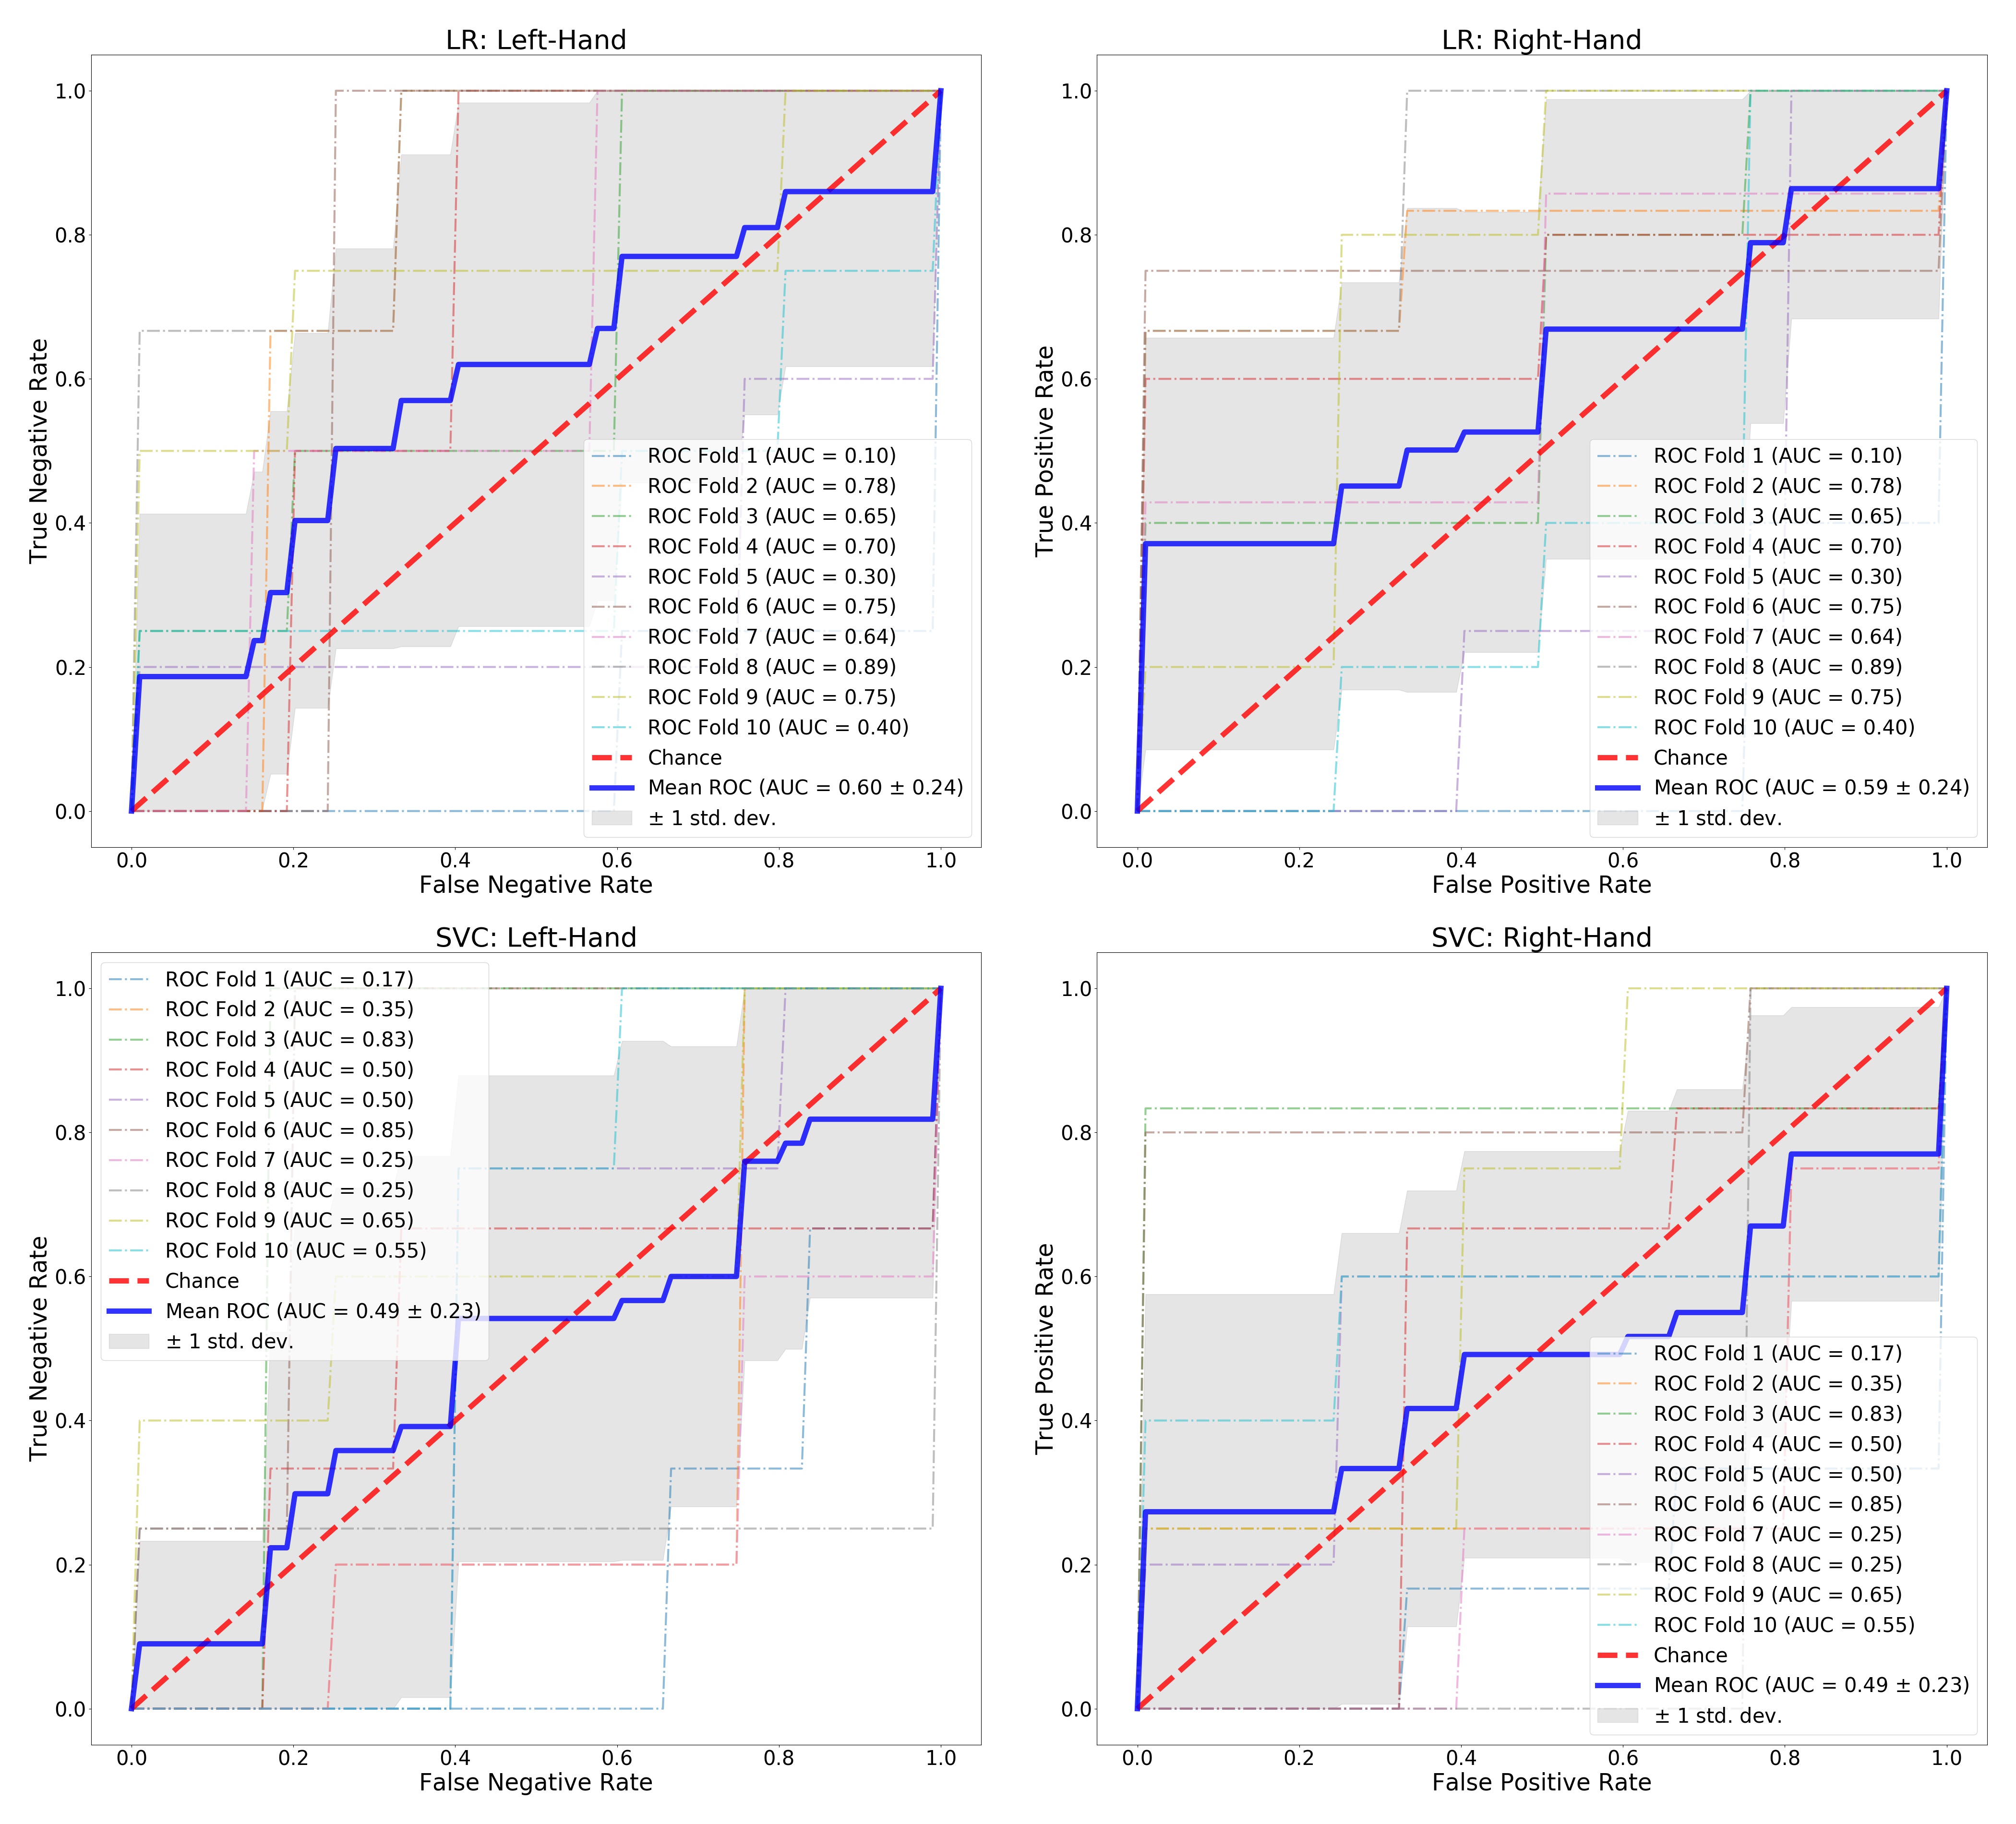 LR: Left-Hand
True Negative Rate
1.0
0.8
0.6
0.4
0.2
0.0
ROC Fold 1 (AUC = 0.10)
ROC Fold 2 (AUC = 0.78)
ROC Fold 3 (AUC = 0.65)
ROC Fold 4 (AUC = 0.70)
ROC Fold 5 (AUC = 0.30)
ROC Fold 6 (AUC = 0.75)
ROC Fold 7 (AUC = 0.64)
ROC Fold 8 (AUC = 0.89)
ROC Fold 9 (AUC = 0.75)
ROC Fold 10 (AUC = 0.40)
Chance
Mean ROC (AUC = 0.60 ± 0.24)
± 1 std. dev.
0.0 0.2 0.4 0.6 0.8 1.0
False Negative Rate
LR: Right-Hand
True Positive Rate
1.0
0.8
0.6
0.4
0.2
0.0
ROC Fold 1 (AUC = 0.10)
ROC Fold 2 (AUC = 0.78)
ROC Fold 3 (AUC = 0.65)
ROC Fold 4 (AUC = 0.70)
ROC Fold 5 (AUC = 0.30)
ROC Fold 6 (AUC = 0.75)
ROC Fold 7 (AUC = 0.64)
ROC Fold 8 (AUC = 0.89)
ROC Fold 9 (AUC = 0.75)
ROC Fold 10 (AUC = 0.40)
Chance
Mean ROC (AUC = 0.59 ± 0.24)
± 1 std. dev.
0.0 0.2 0.4 0.6 0.8 1.0
False Positive Rate
SVC: Left-Hand
True Negative Rate
1.0
0.8
0.6
0.4
0.2
0.0
ROC Fold 1 (AUC = 0.17)
ROC Fold 2 (AUC = 0.35)
ROC Fold 3 (AUC = 0.83)
ROC Fold 4 (AUC = 0.50)
ROC Fold 5 (AUC = 0.50)
ROC Fold 6 (AUC = 0.85)
ROC Fold 7 (AUC = 0.25)
ROC Fold 8 (AUC = 0.25)
ROC Fold 9 (AUC = 0.65)
ROC Fold 10 (AUC = 0.55)
Chance
Mean ROC (AUC = 0.49 ± 0.23)
± 1 std. dev.
0.0 0.2 0.4 0.6 0.8 1.0
False Negative Rate
SVC: Right-Hand
True Positive Rate
1.0
0.8
0.6
0.4
0.2
0.0
ROC Fold 1 (AUC = 0.17)
ROC Fold 2 (AUC = 0.35)
ROC Fold 3 (AUC = 0.83)
ROC Fold 4 (AUC = 0.50)
ROC Fold 5 (AUC = 0.50)
ROC Fold 6 (AUC = 0.85)
ROC Fold 7 (AUC = 0.25)
ROC Fold 8 (AUC = 0.25)
ROC Fold 9 (AUC = 0.65)
ROC Fold 10 (AUC = 0.55)
Chance
Mean ROC (AUC = 0.49 ± 0.23)
± 1 std. dev.
0.0 0.2 0.4 0.6 0.8 1.0
False Positive Rate